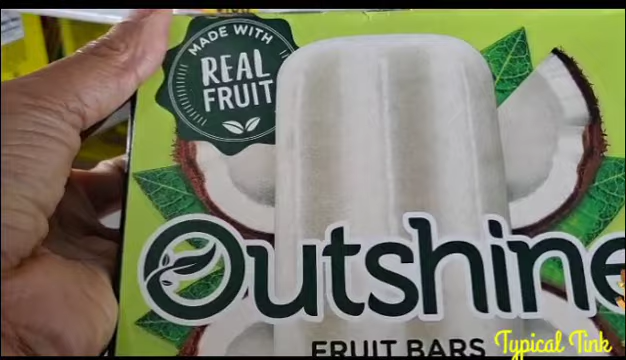 MADE WITH
REAL
FRUIT
Outshine
FRUIT BARS
Typical Tink